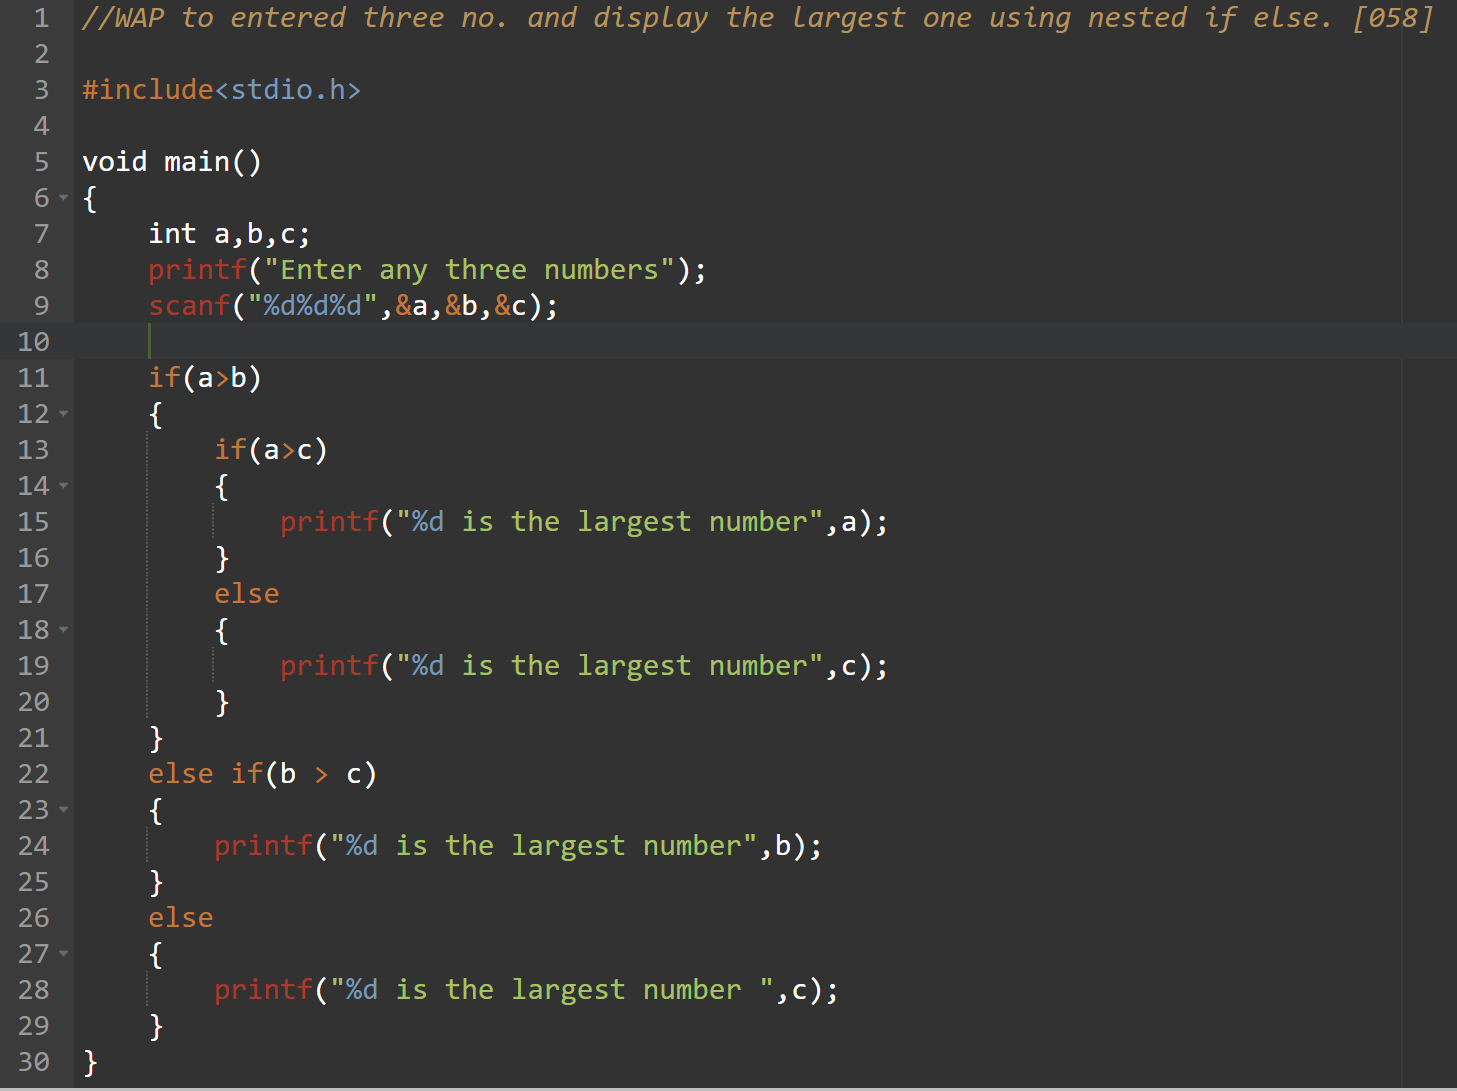 1 //WAP to entered three no. and display the largest one using nested if else. [058]
2
3 #include<stdio.h>
4
5 void main()
6 {
7     int a,b,c;
8     printf("Enter any three numbers");
9     scanf("%d%d%d",&a,&b,&c);
10
11     if(a>b)
12     {
13         if(a>c)
14         {
15             printf("%d is the largest number",a);
16         }
17         else
18         {
19             printf("%d is the largest number",c);
20         }
21     }
22     else if(b > c)
23     {
24         printf("%d is the largest number",b);
25     }
26     else
27     {
28         printf("%d is the largest number ",c);
29     }
30 }